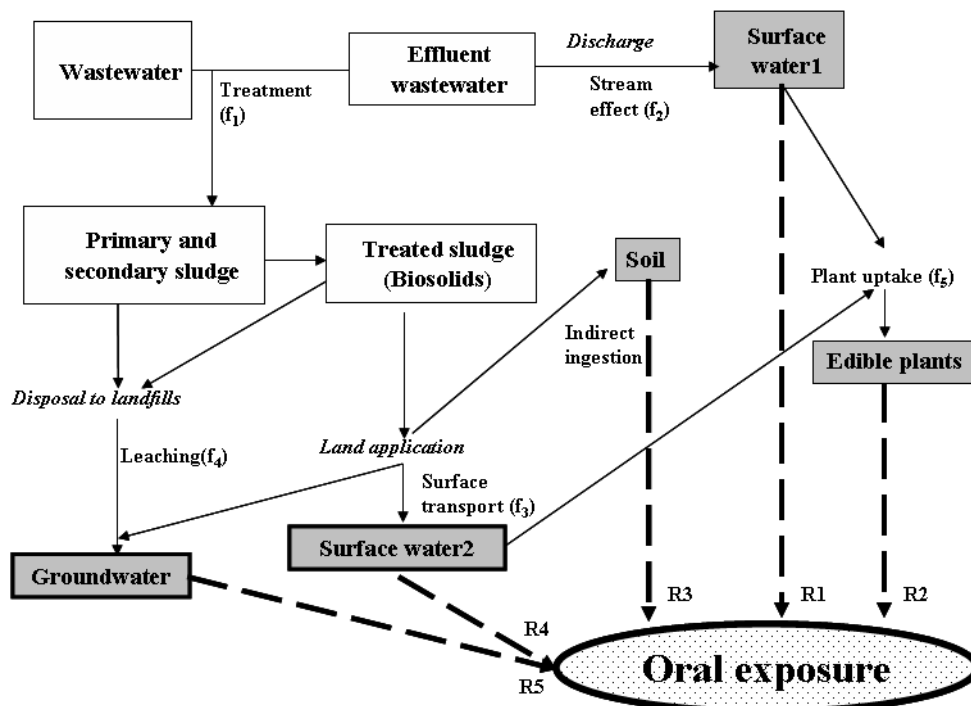 Wastewater
Effluent
wastewater
Discharge
Stream
effect (f2)
Surface
water1
Treatment
(f1)
Primary and
secondary sludge
Treated sludge
(Biosolids)
Soil
Plant uptake (f5)
Indirect
ingestion
Edible plants
Disposal to landfills
Land application
Leaching(f4)
Surface
transport (f3)
Surface water2
Groundwater
R3
R1
R2
R4
R5
Oral exposure